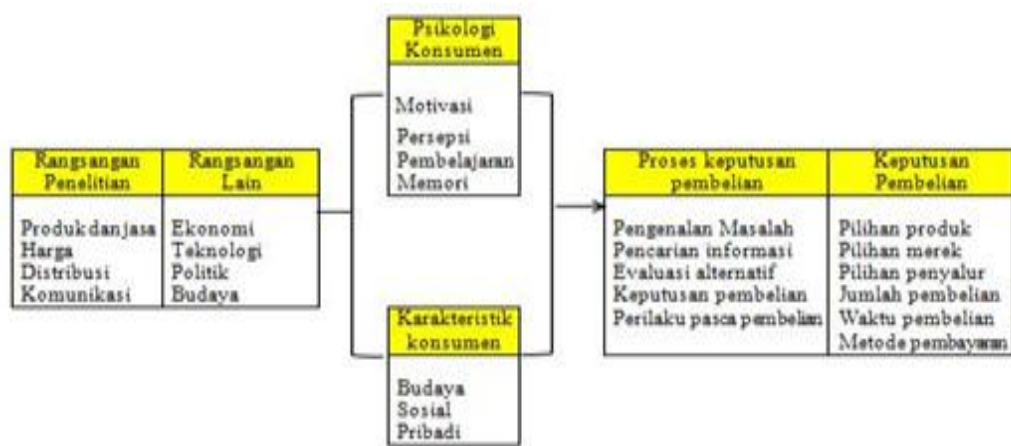 Psikologi
Konsumen
Motivasi
Persepsi
Pembelajaran
Memori
Rangsangan
Penelitian
Produk dan jasa
Harga
Distribusi
Komunikasi
Rangsangan
Lain
Ekonomi
Teknologi
Politik
Budaya
Karakteristik
konsumen
Budaya
Sosial
Pribadi
Proses keputusan
pembelian
Pengenalan Masalah
Pencarian informasi
Evaluasi alternatif
Keputusan pembelian
Perilaku pasca pembelian
Keputusan
Pembelian
Pilihan produk
Pilihan merek
Pilihan penyalur
Jumlah pembelian
Waktu pembelian
Metode pembayaran